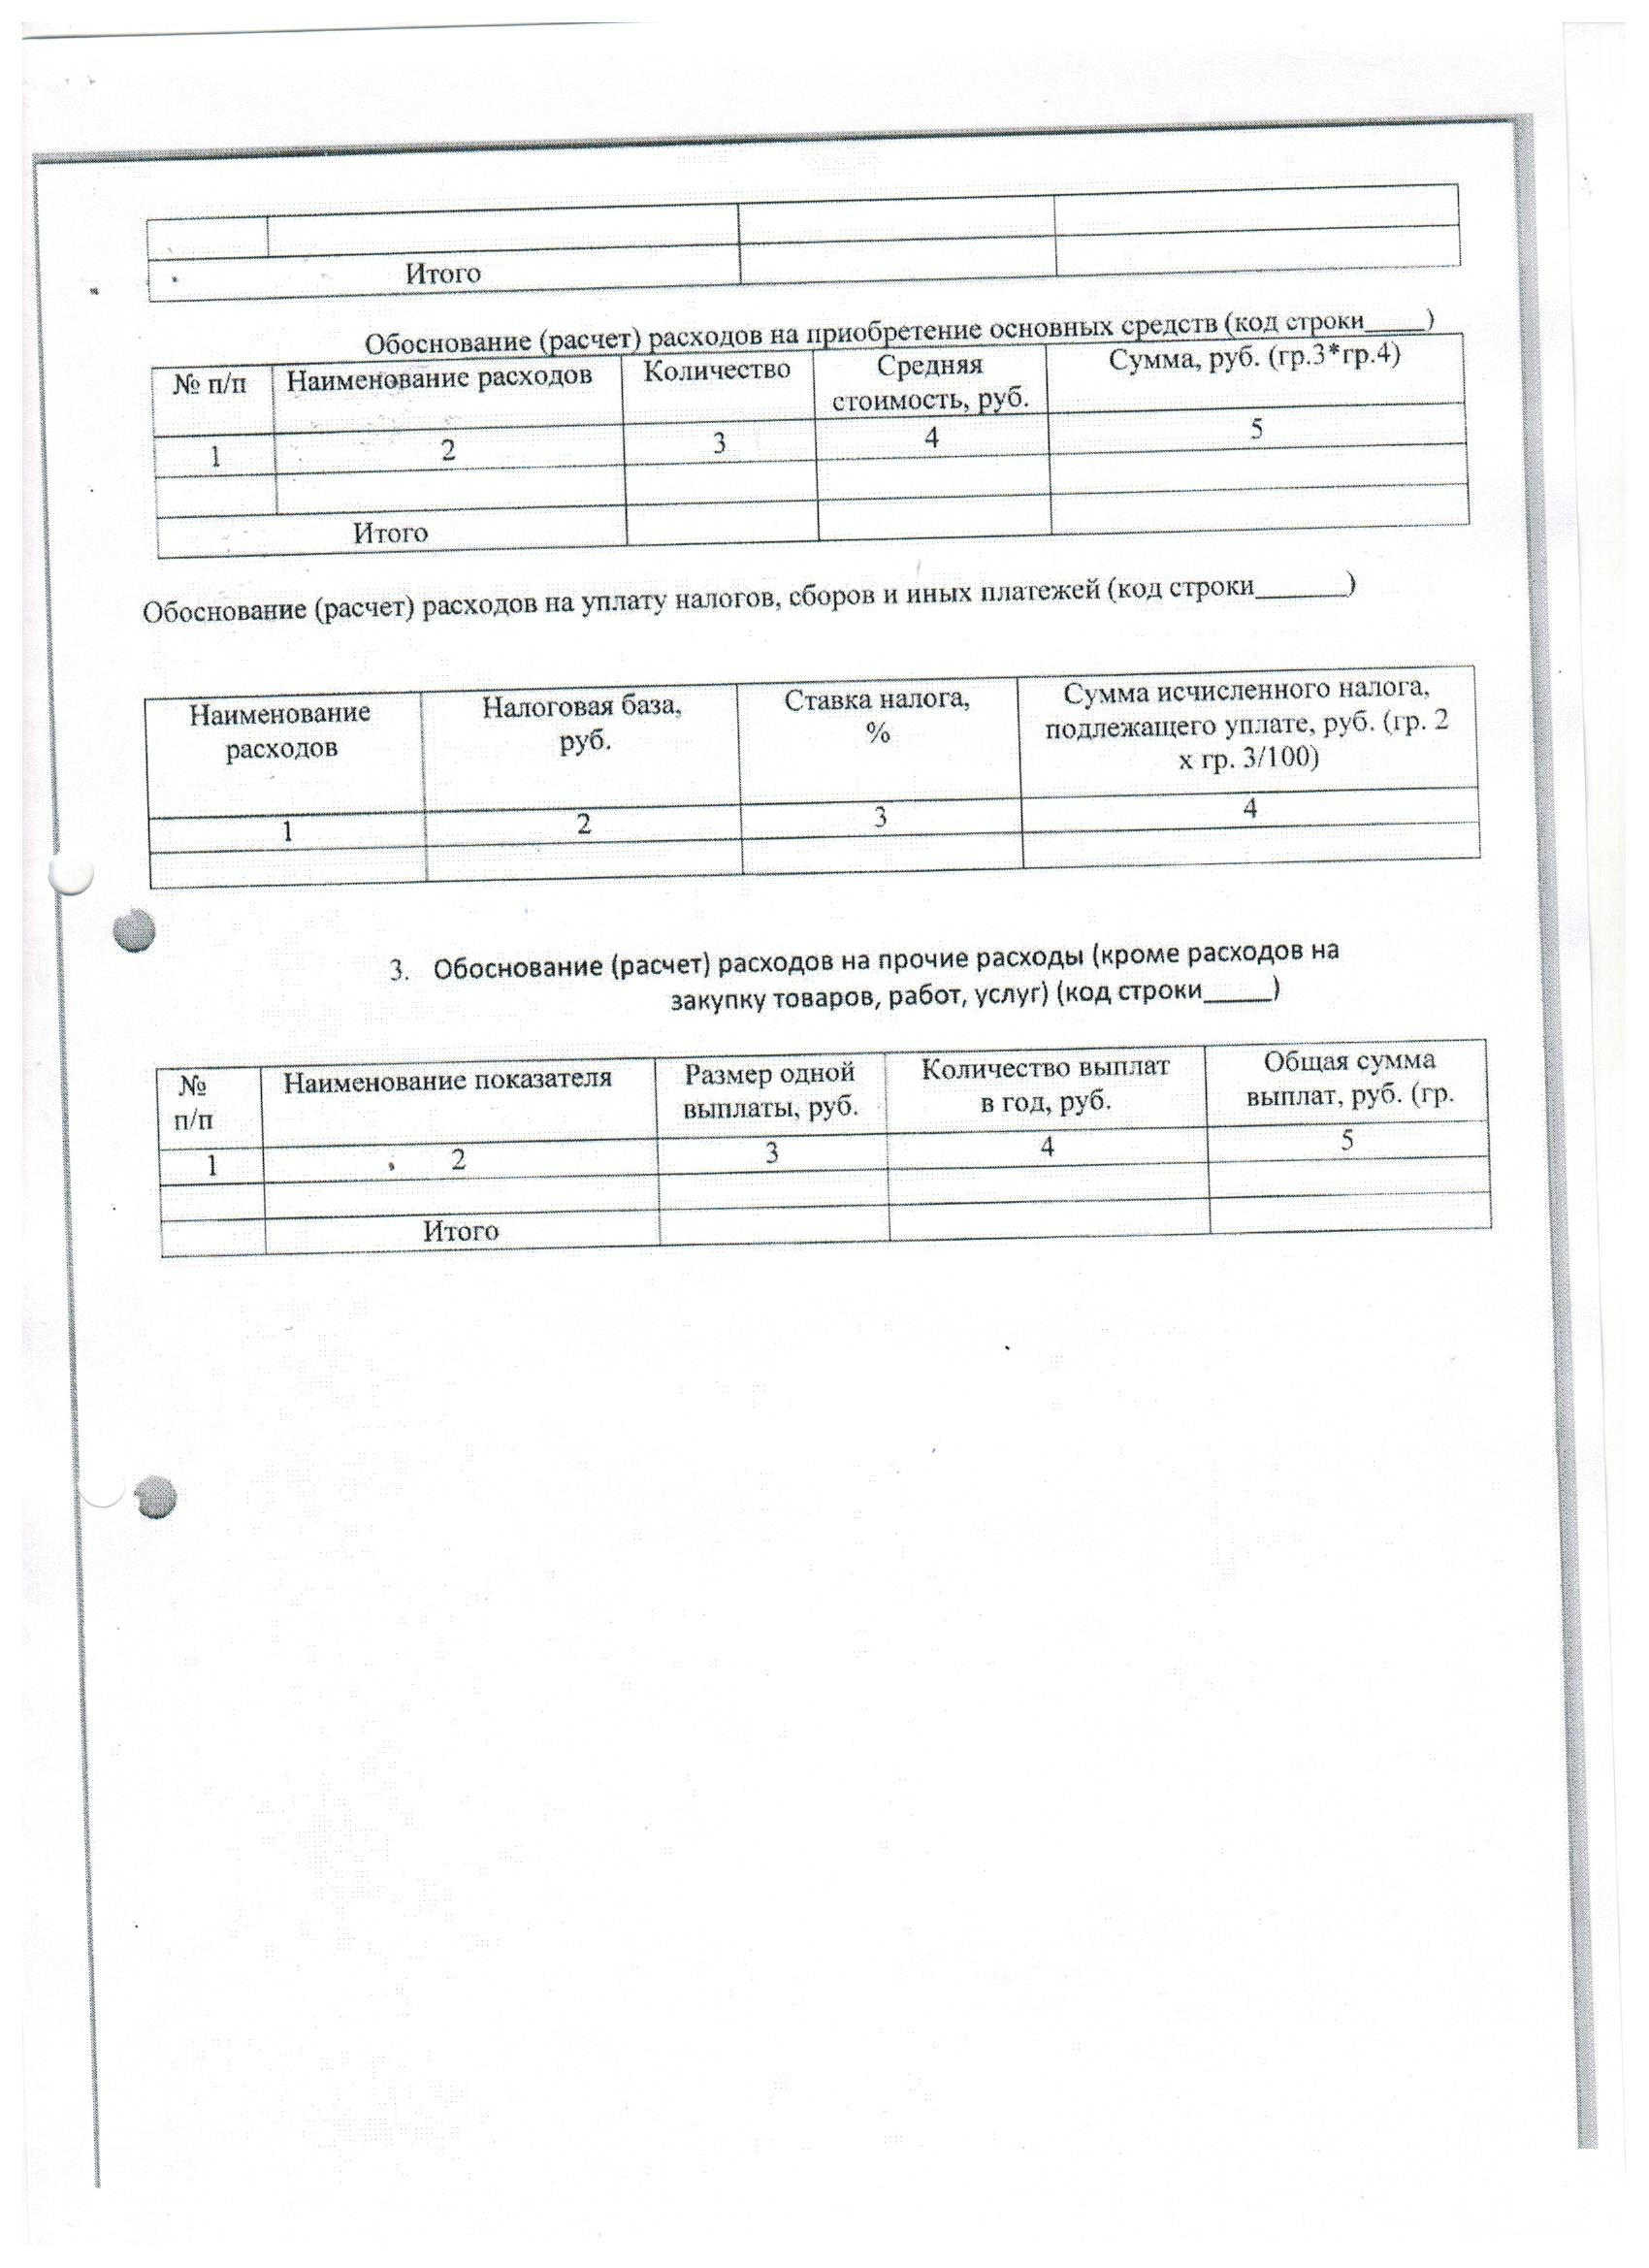 Итого
Обоснование (расчет) расходов на приобретение основных средств (код строки_____)
№ п/п Наименование расходов Количество Средняя стоимость, руб. Сумма, руб. (гр.3*гр.4)
1 2 3 4 5
Итого
Обоснование (расчет) расходов на уплату налогов, сборов и иных платежей (код строки_______)
Наименование расходов Налоговая база, руб. Ставка налога, % Сумма исчисленного налога, подлежащего уплате, руб. (гр. 2 х гр. 3/100)
1 2 3 4
3. Обоснование (расчет) расходов на прочие расходы (кроме расходов на
закупку товаров, работ, услуг) (код строки_____)
№ п/п Наименование показателя Размер одной выплаты, руб. Количество выплат в год, руб. Общая сумма выплат, руб. (гр.
1 2 3 4 5
Итого